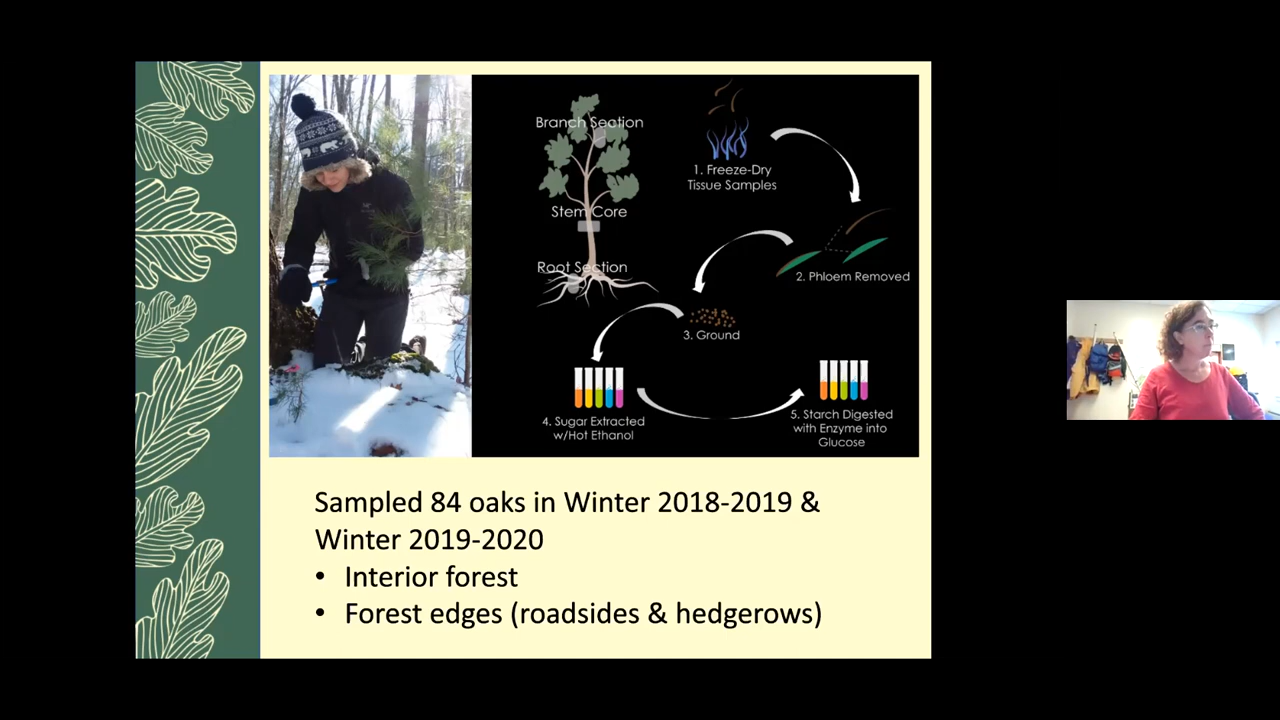 Branch Section
Stem Core
Root Section
1. Freeze-Dry
Tissue Samples
2. Phloem Removed
3. Ground
4. Sugar Extracted
w/Hot Ethanol
5. Starch Digested
with Enzyme into
Glucose
Sampled 84 oaks in Winter 2018-2019 &
Winter 2019-2020
• Interior forest
• Forest edges (roadsides & hedgerows)